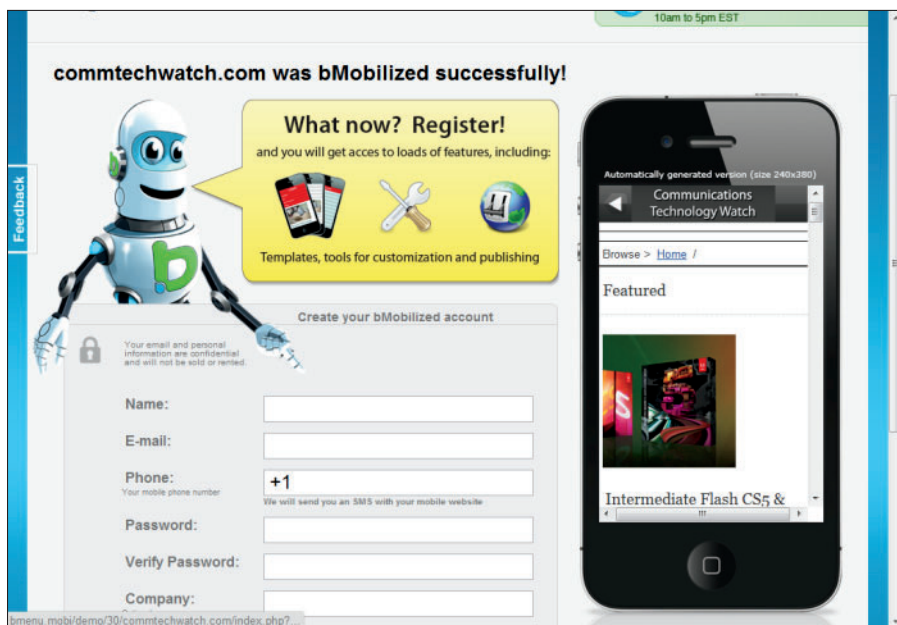 10am to 5pm EST
commtechwatch.com was bMobilized successfully!
What now? Register!
and you will get acces to loads of features, including:
Templates, tools for customization and publishing
Feedback
Create your bMobilized account
Your email and personal
information are confidential
and will not be sold or rented.
Name:
E-mail:
Phone:
Your mobile phone number
+1
We will send you an SMS with your mobile website
Password:
Verify Password:
Company:
bmenu.mobi/demo/30/commtechwatch.com/index.php?...
Automatically generated version (size 240x380)
Communications
Technology Watch
Browse > Home /
Featured
Intermediate Flash CS5 &